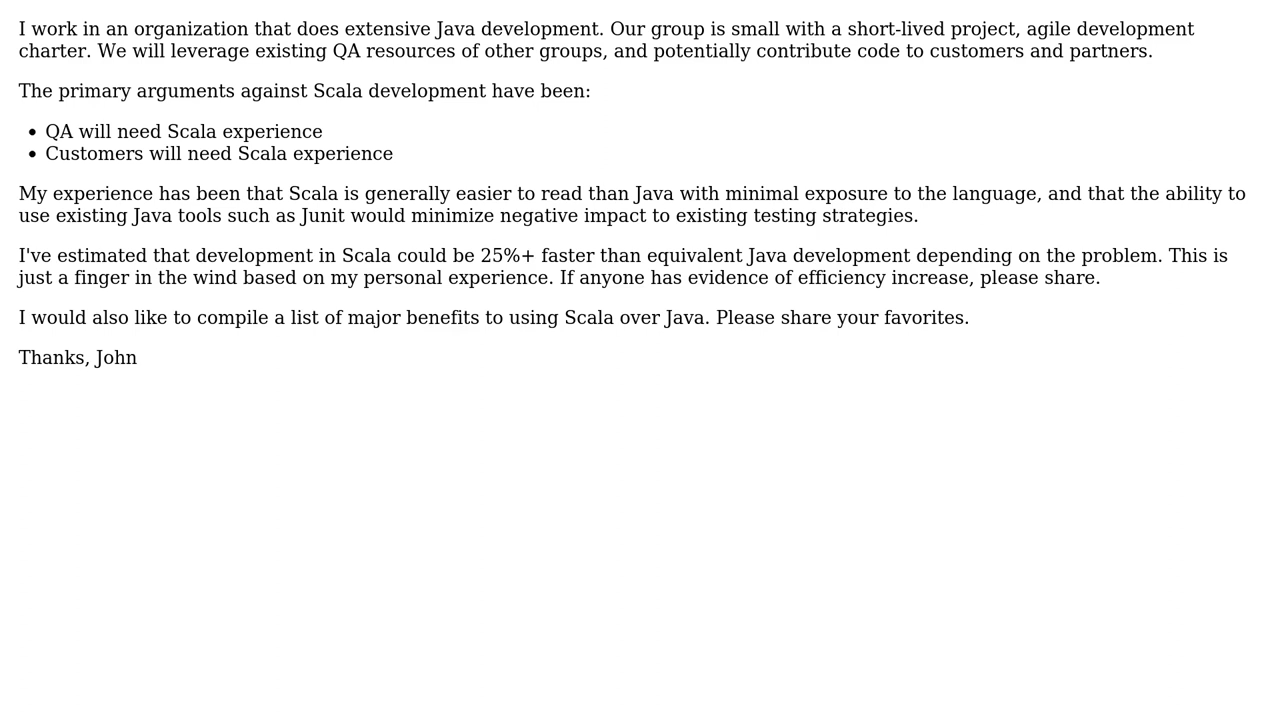 I work in an organization that does extensive Java development. Our group is small with a short-lived project, agile development
charter. We will leverage existing QA resources of other groups, and potentially contribute code to customers and partners.
The primary arguments against Scala development have been:
• QA will need Scala experience
• Customers will need Scala experience
My experience has been that Scala is generally easier to read than Java with minimal exposure to the language, and that the ability to
use existing Java tools such as Junit would minimize negative impact to existing testing strategies.
I've estimated that development in Scala could be 25%+ faster than equivalent Java development depending on the problem. This is
just a finger in the wind based on my personal experience. If anyone has evidence of efficiency increase, please share.
I would also like to compile a list of major benefits to using Scala over Java. Please share your favorites.
Thanks, John